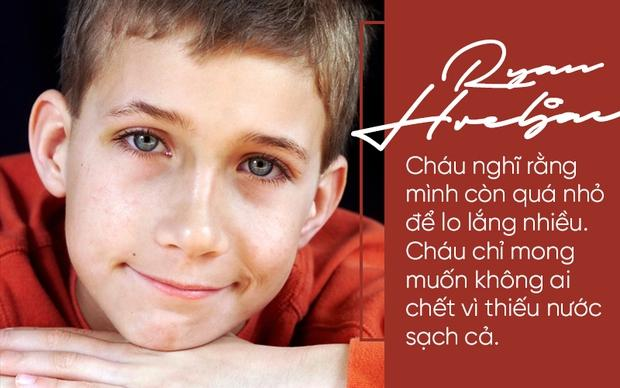 Ryan
Hreljac
Cháu nghĩ rằng
mình còn quá nhỏ
để lo lắng nhiều.
Cháu chỉ mong
muốn không ai
chết vì thiếu nước
sạch cả.